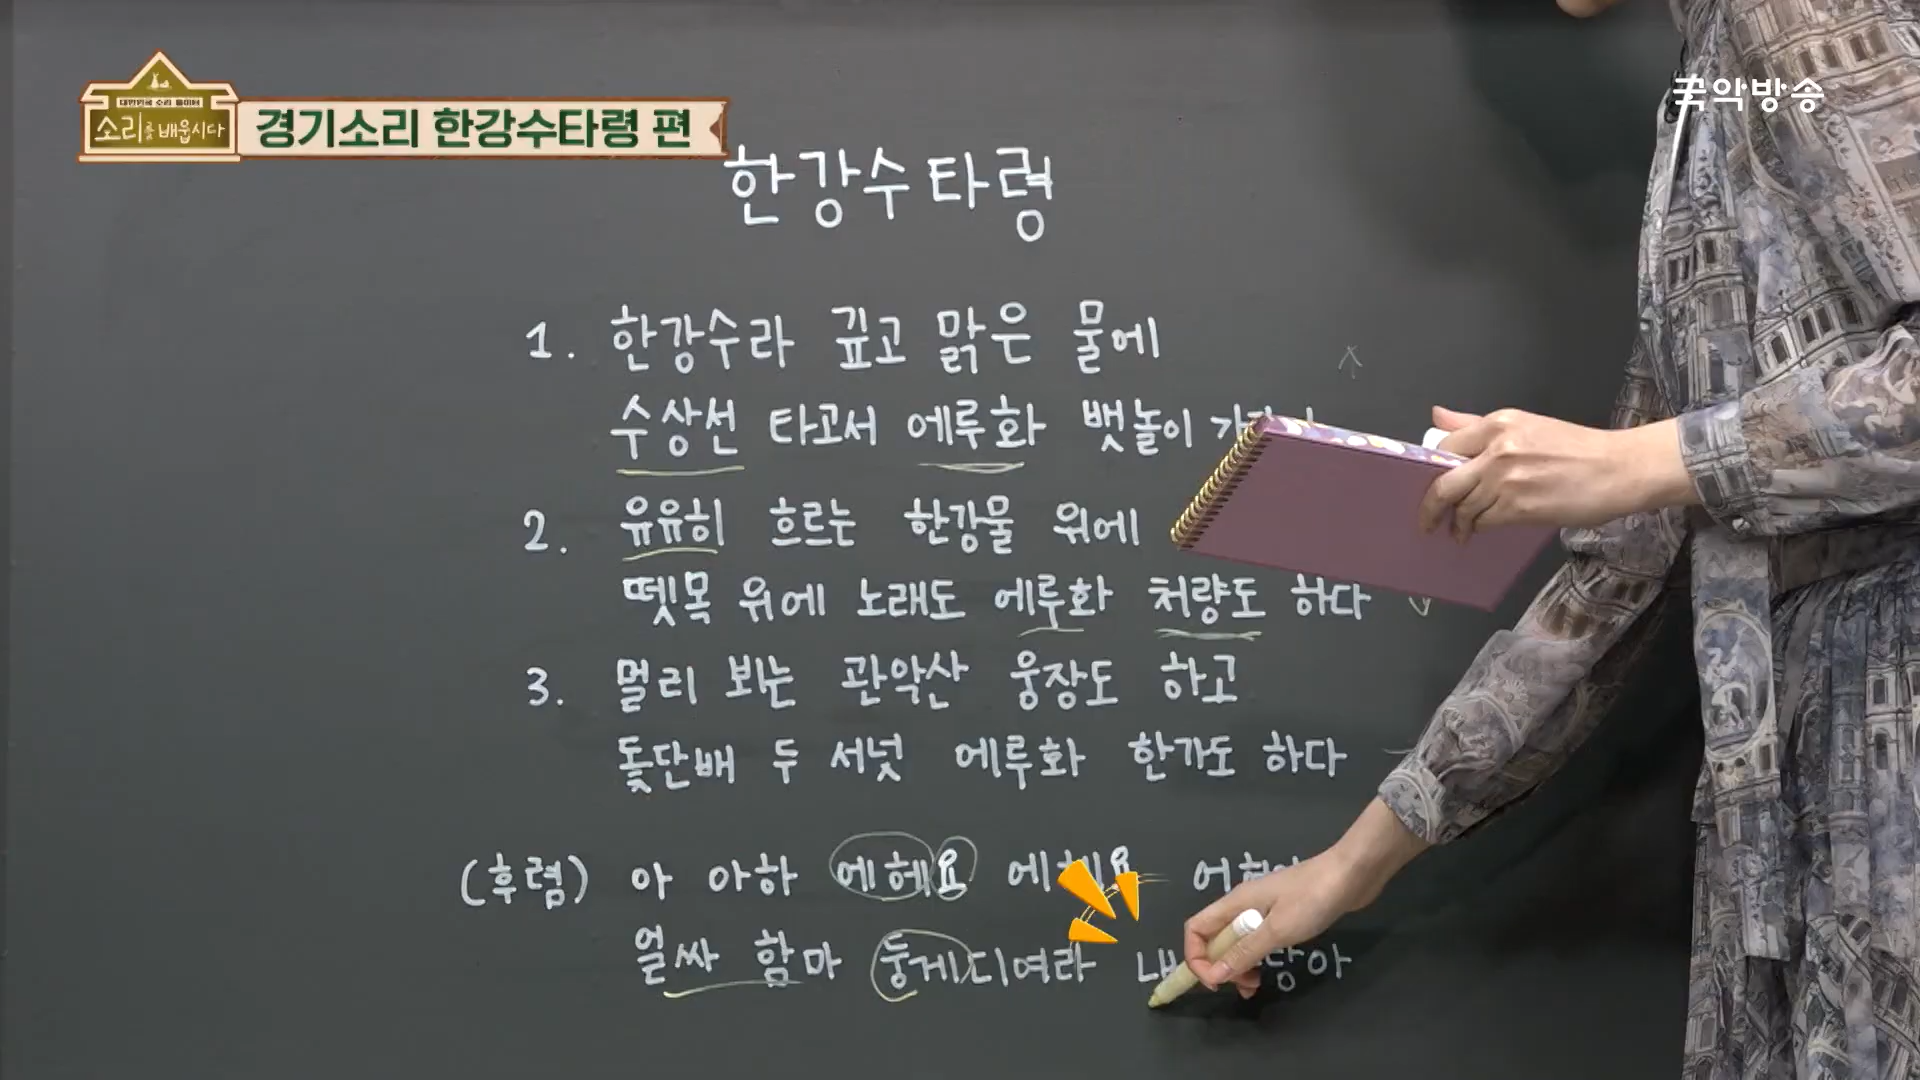 대한민국 소리 풀이터
소리를 배웁시다
경기소리 한강수타령 편
국악방송
한강수타령
1. 한강수라 깊고 맑은 물에
수상선 타고서 에루화 뱃놀이
2. 유유히 흐르는 한강물 위에
뗏목 위에 노래도 에루화 처량도 하다
3. 멀리 뵈는 관악산 웅장도 하고
돛단배 두 서넛 에루화 한가도 하다
(후렴) 아 아하 에헤요
얼싸 함마 둥게디여라